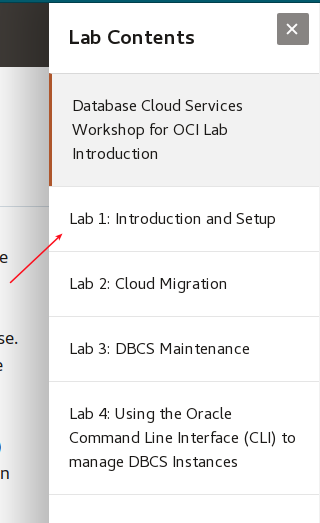 Lab Contents
Database Cloud Services
Workshop for OCI Lab
Introduction
Lab 1: Introduction and Setup
Lab 2: Cloud Migration
Lab 3: DBCS Maintenance
Lab 4: Using the Oracle
Command Line Interface (CLI) to
manage DBCS Instances